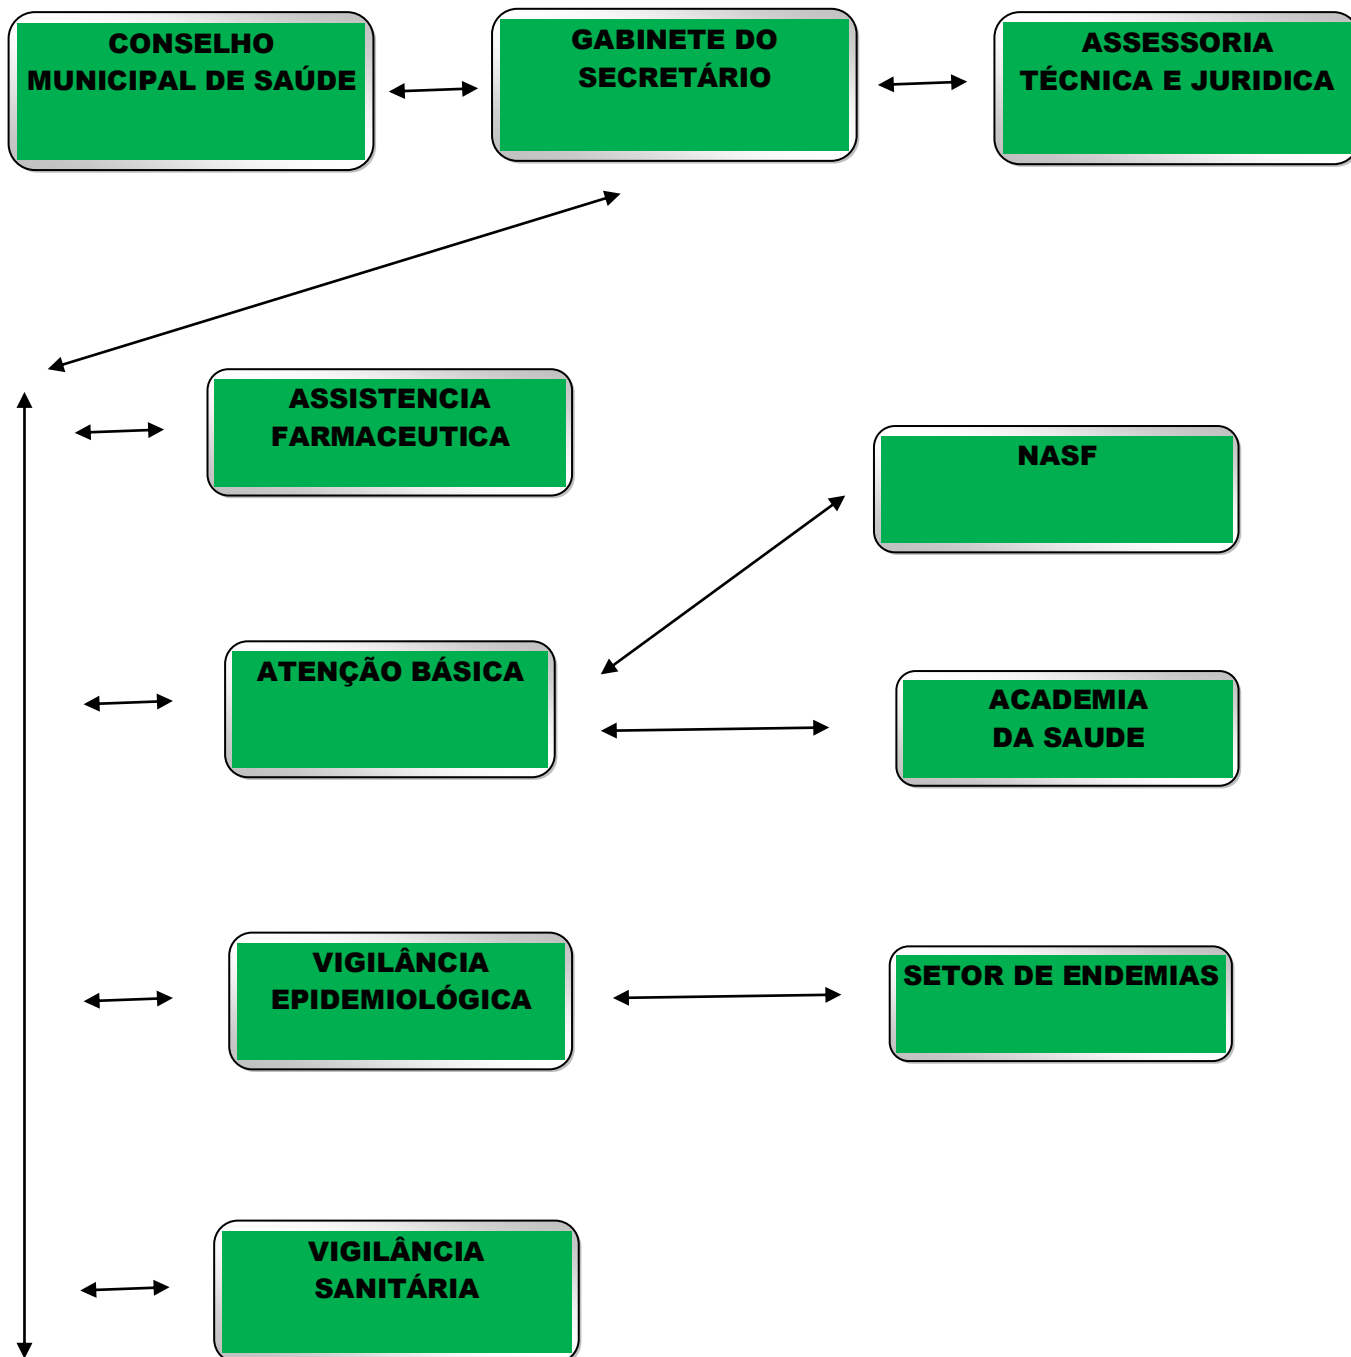 CONSELHO
MUNICIPAL DE SAÚDE
GABINETE DO
SECRETÁRIO
ASSESSORIA
TÉCNICA E JURIDICA
ASSISTENCIA
FARMACEUTICA
NASF
ATENÇÃO BÁSICA
ACADEMIA
DA SAUDE
VIGILÂNCIA
EPIDEMIOLÓGICA
SETOR DE ENDEMIAS
VIGILÂNCIA
SANITÁRIA